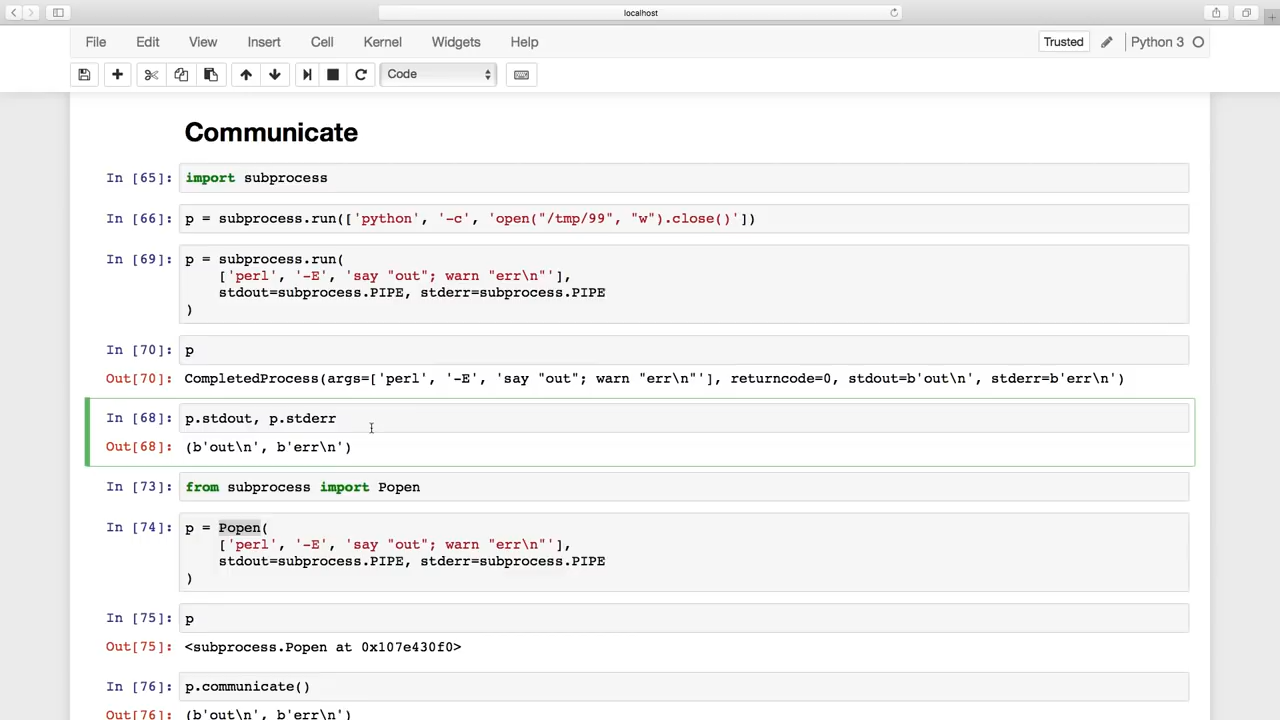 localhost
File Edit View Insert Cell Kernel Widgets Help Trusted Python 3
Code
Communicate
In [65]: import subprocess
In [66]: p = subprocess.run(['python', '-c', 'open("/tmp/99", "w").close()'])
In [69]: p = subprocess.run(
['perl', '-E', 'say "out"; warn "err\n"'],
stdout=subprocess.PIPE, stderr=subprocess.PIPE
)
In [70]: p
Out[70]: CompletedProcess(args=['perl', '-E', 'say "out"; warn "err\n"'], returncode=0, stdout=b'out\n', stderr=b'err\n')
In [68]: p.stdout, p.stderr
Out[68]: (b'out\n', b'err\n')
In [73]: from subprocess import Popen
In [74]: p = Popen(
['perl', '-E', 'say "out"; warn "err\n"'],
stdout=subprocess.PIPE, stderr=subprocess.PIPE
)
In [75]: p
Out[75]: <subprocess.Popen at 0x107e430f0>
In [76]: p.communicate()
Out[76]: (b'out\n', b'err\n')